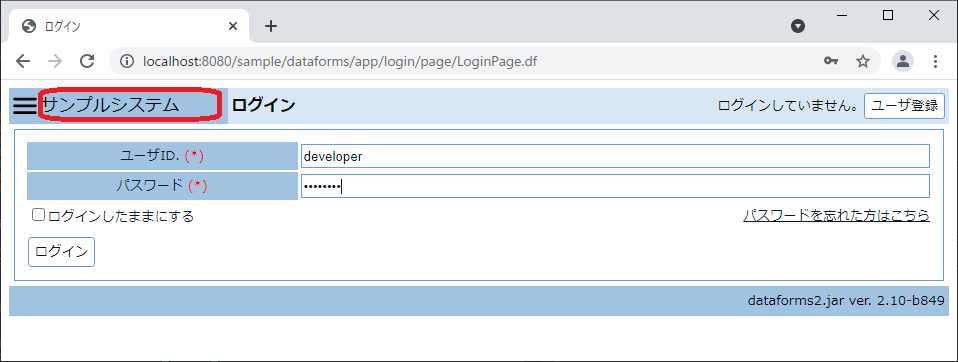 ログイン
localhost:8080/sample/dataforms/app/login/page/LoginPage.df
サンプルシステム ログイン ログインしていません。 ユーザ登録
ユーザID. (*) developer
パスワード (*) ••••••••
ログインしたままにする パスワードを忘れた方はこちら
ログイン
dataforms2.jar ver. 2.10-b849